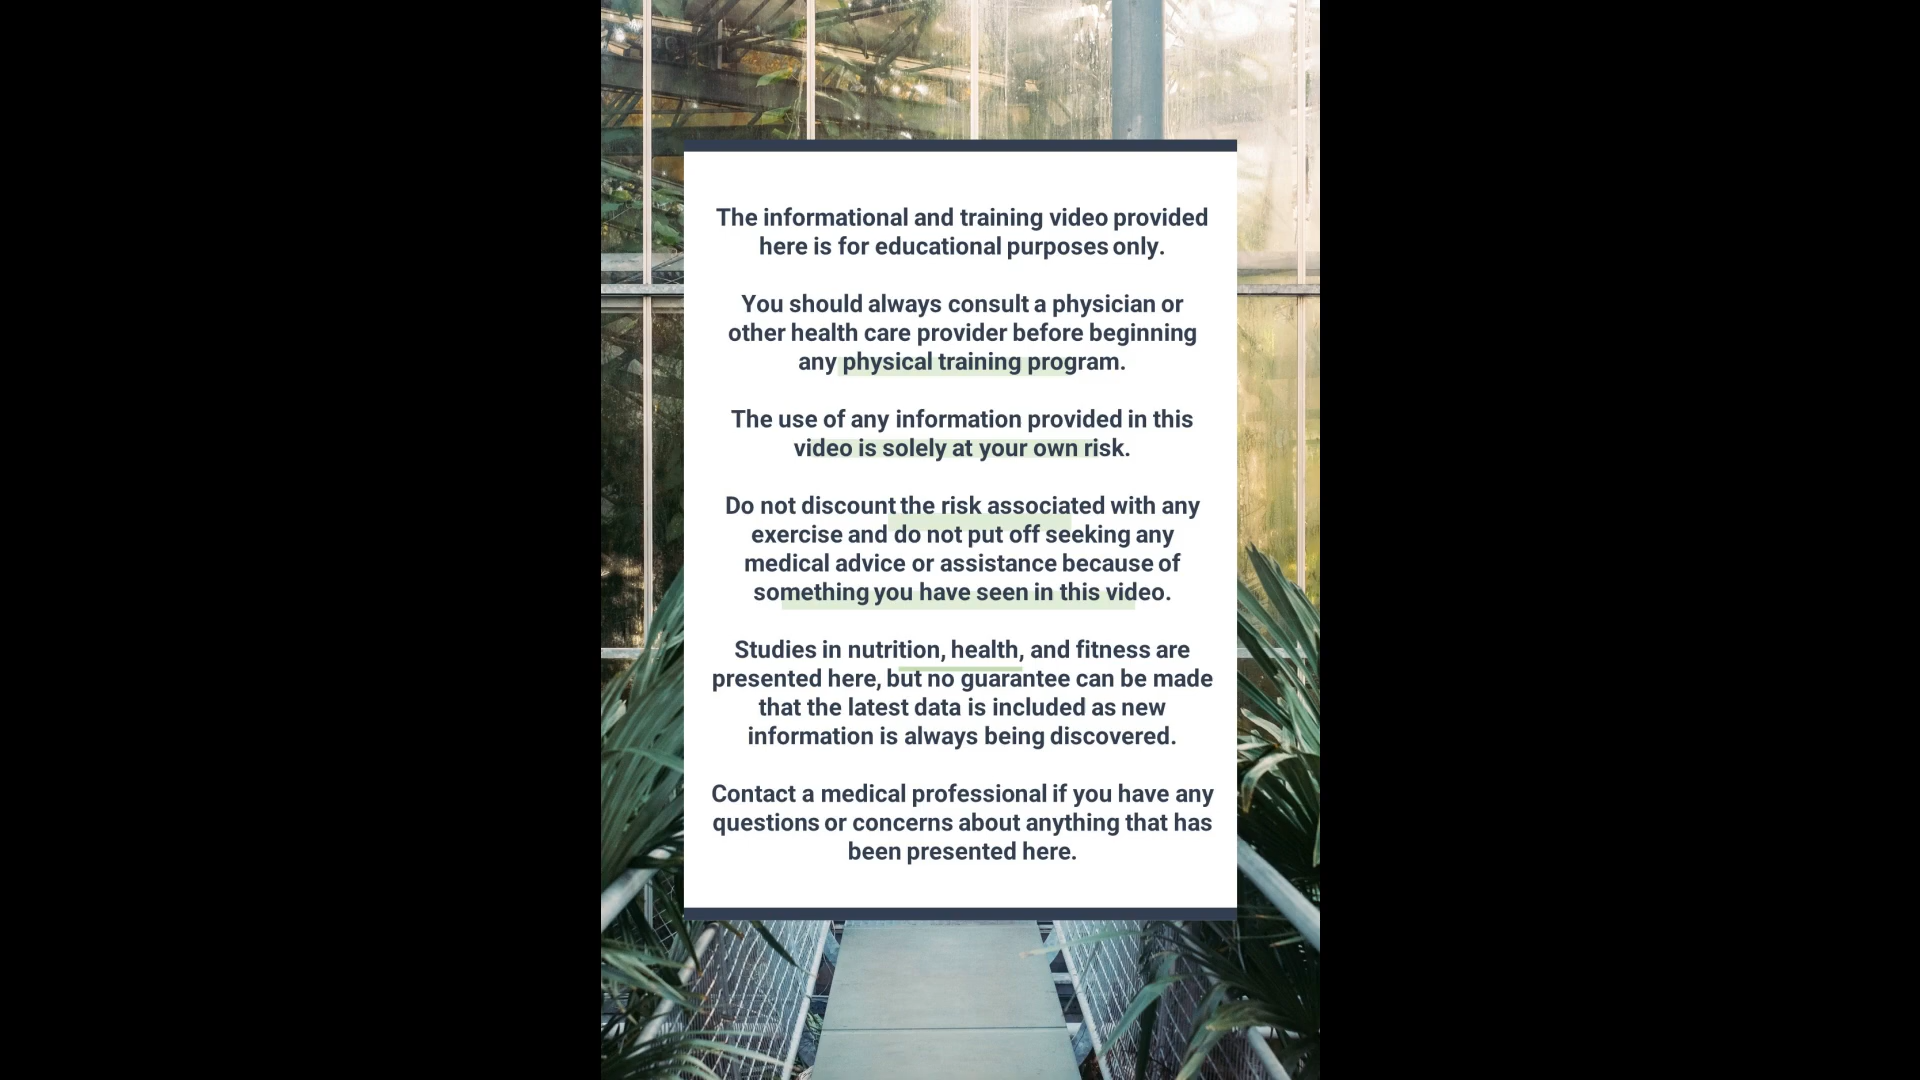 The informational and training video provided
here is for educational purposes only.
You should always consult a physician or
other health care provider before beginning
any physical training program.
The use of any information provided in this
video is solely at your own risk.
Do not discount the risk associated with any
exercise and do not put off seeking any
medical advice or assistance because of
something you have seen in this video.
Studies in nutrition, health, and fitness are
presented here, but no guarantee can be made
that the latest data is included as new
information is always being discovered.
Contact a medical professional if you have any
questions or concerns about anything that has
been presented here.